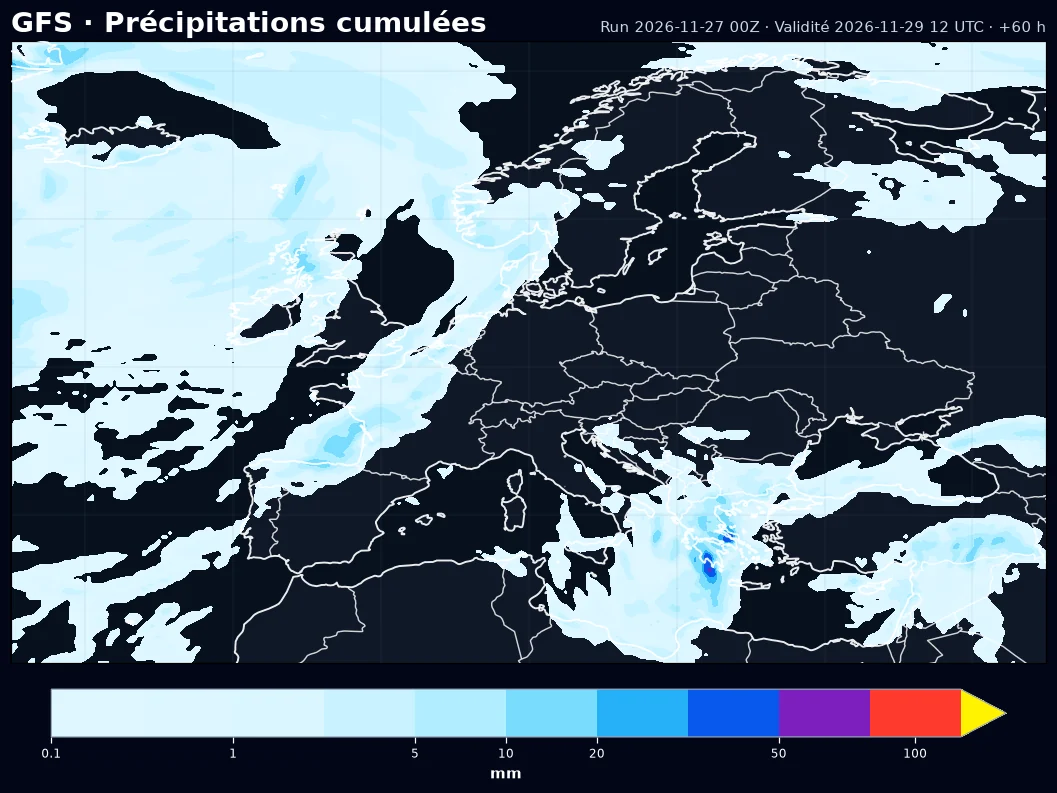 GFS · Précipitations cumulées
Run 2026-11-27 00Z · Validité 2026-11-29 12 UTC · +60 h
0.1 1 5 10 20 50 100
mm